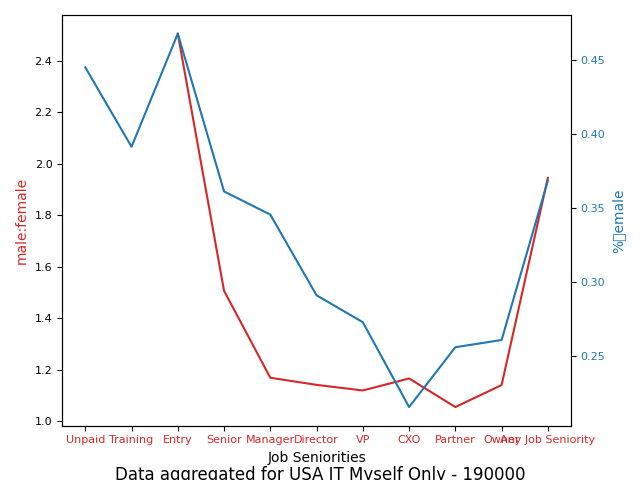 2.4
2.2
2.0
1.8
1.6
1.4
1.2
1.0
male:female
0.45
0.40
0.35
0.30
0.25
%▯emale
Unpaid Training Entry Senior Manager Director VP CXO Partner Owner Any Job Seniority
Job Seniorities
Data aggregated for USA IT Myself Only - 190000